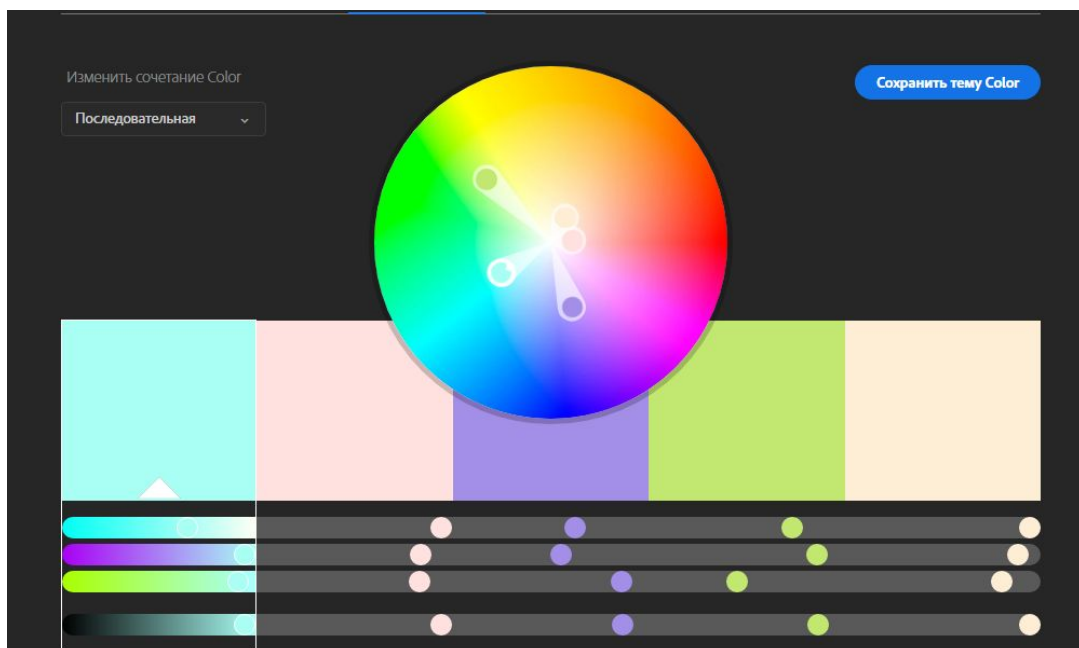 Изменить сочетание Color
Сохранить тему Color
Последовательная